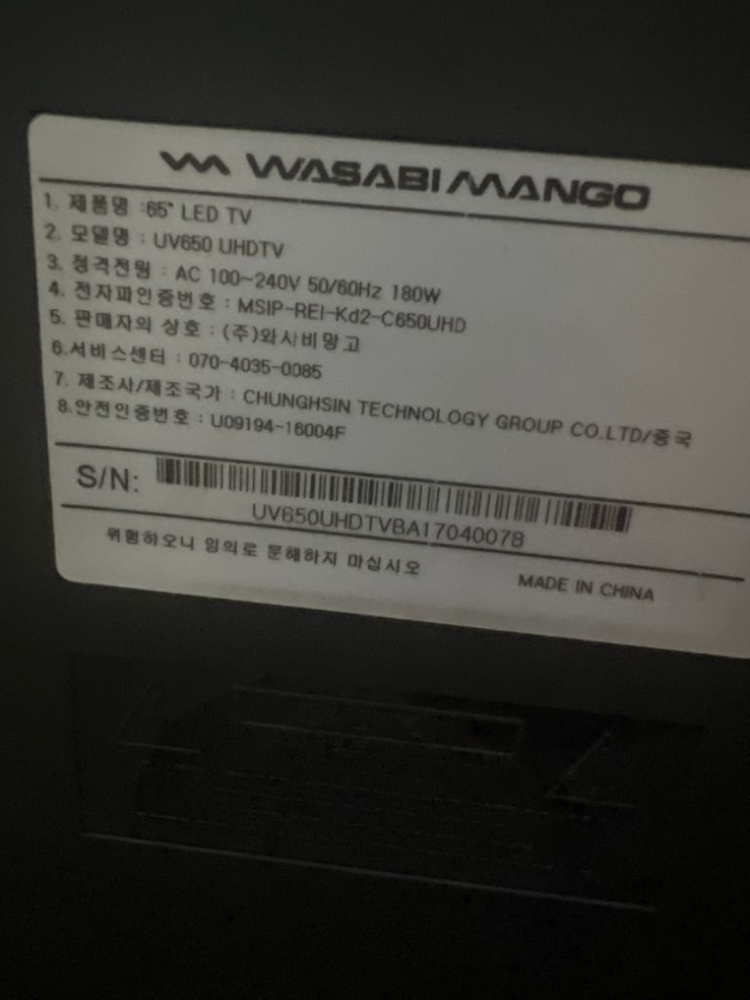 WASABI MANGO
1. 제품명 : 65" LED TV
2. 모델명 : UV650 UHDTV
3. 정격전원 : AC 100~240V 50/60Hz 180W
4. 전자파인증번호 : MSIP-REI-Kd2-C650UHD
5. 판매자의 상호 : (주)와사비망고
6.서비스센터 : 070-4035-0085
7. 제조사/제조국가 : CHUNGHSIN TECHNOLOGY GROUP CO.LTD/중국
8.안전인증번호 : U09194-16004F
S/N:
UV650UHDTVBA17040078
위험하오니 임의로 분해하지 마십시오
MADE IN CHINA